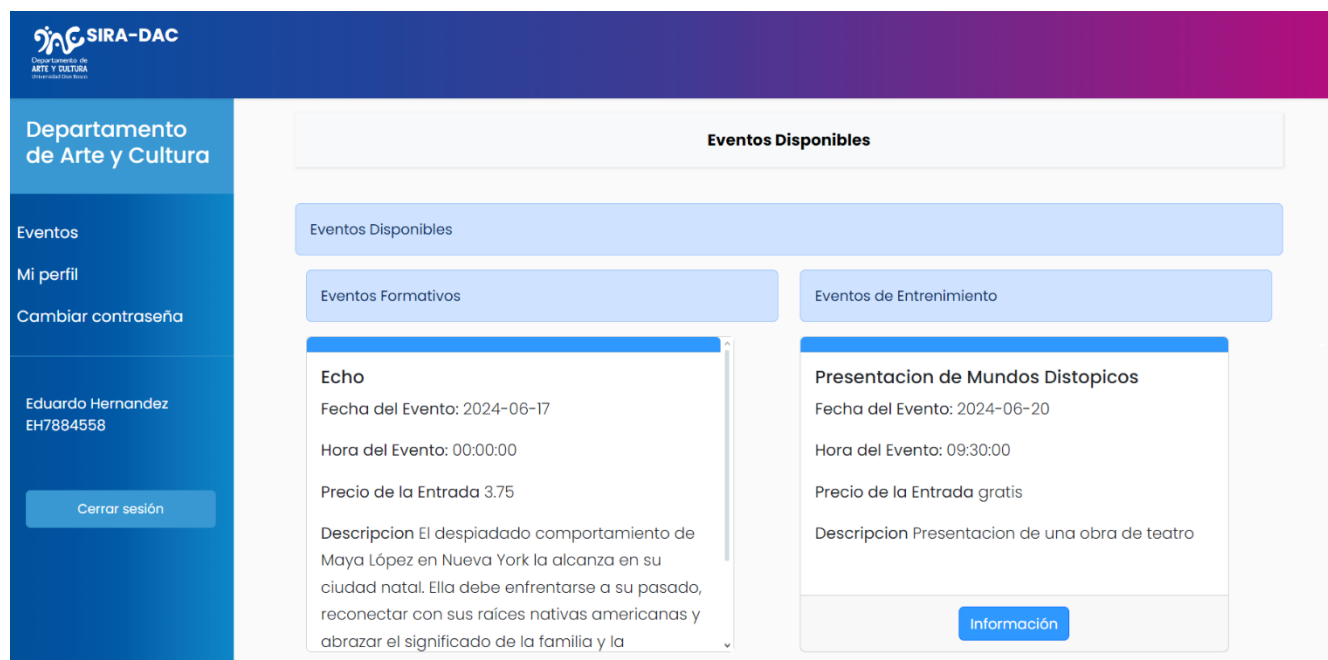 SIRA-DAC
Departamento de
ARTE Y CULTURA
Universidad Don Bosco
Departamento
de Arte y Cultura
Eventos
Mi perfil
Cambiar contraseña
Eduardo Hernandez
EH7884558
Cerrar sesión
Eventos Disponibles
Eventos Disponibles
Eventos Formativos
Echo
Fecha del Evento: 2024-06-17
Hora del Evento: 00:00:00
Precio de la Entrada 3.75
Descripcion El despiadado comportamiento de
Maya López en Nueva York la alcanza en su
ciudad natal. Ella debe enfrentarse a su pasado,
reconectar con sus raíces nativas americanas y
abrazar el significado de la familia y la
Eventos de Entrenimiento
Presentacion de Mundos Distopicos
Fecha del Evento: 2024-06-20
Hora del Evento: 09:30:00
Precio de la Entrada gratis
Descripcion Presentacion de una obra de teatro
Información